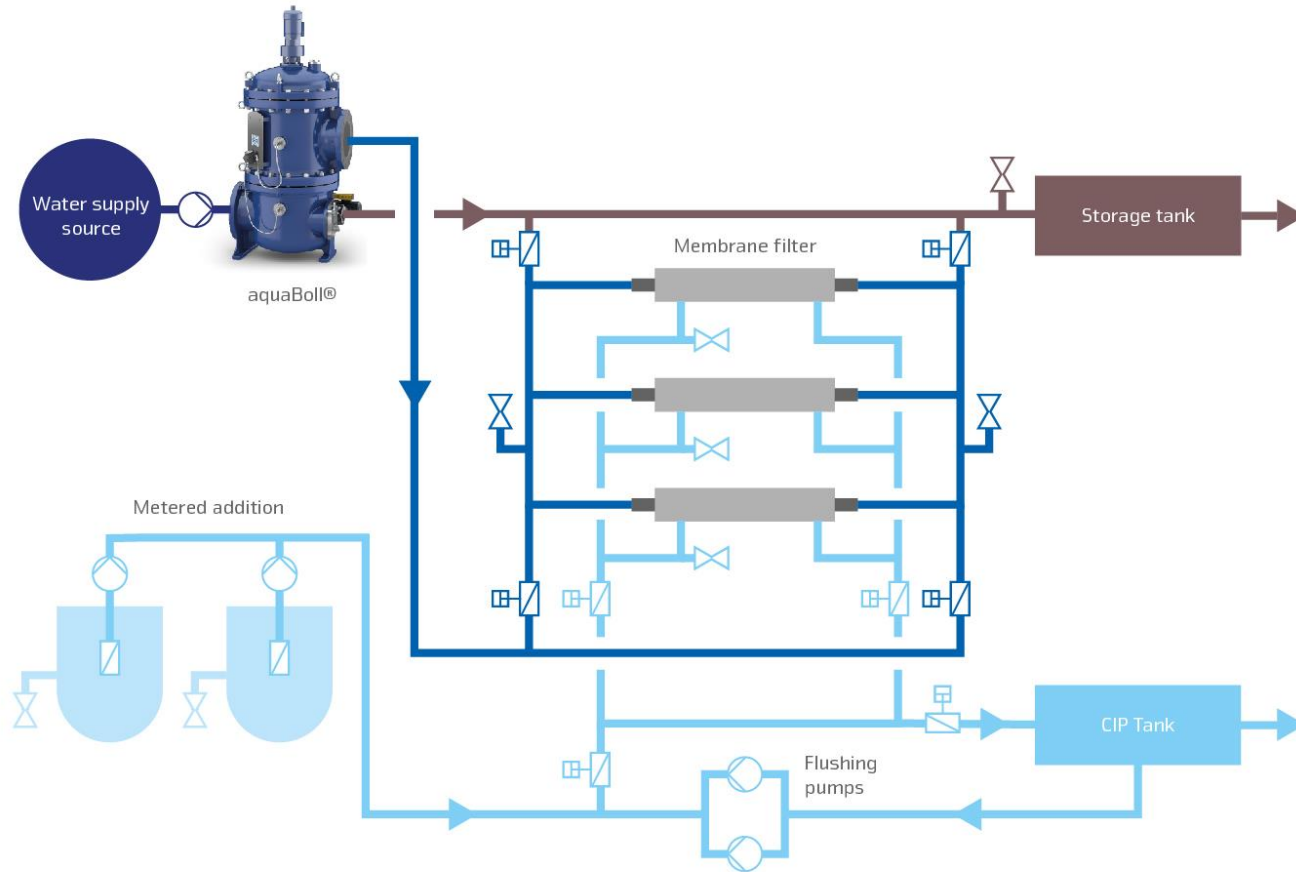 Water supply
source
aquaBoll®
Membrane filter
Storage tank
Metered addition
Flushing
pumps
CIP Tank